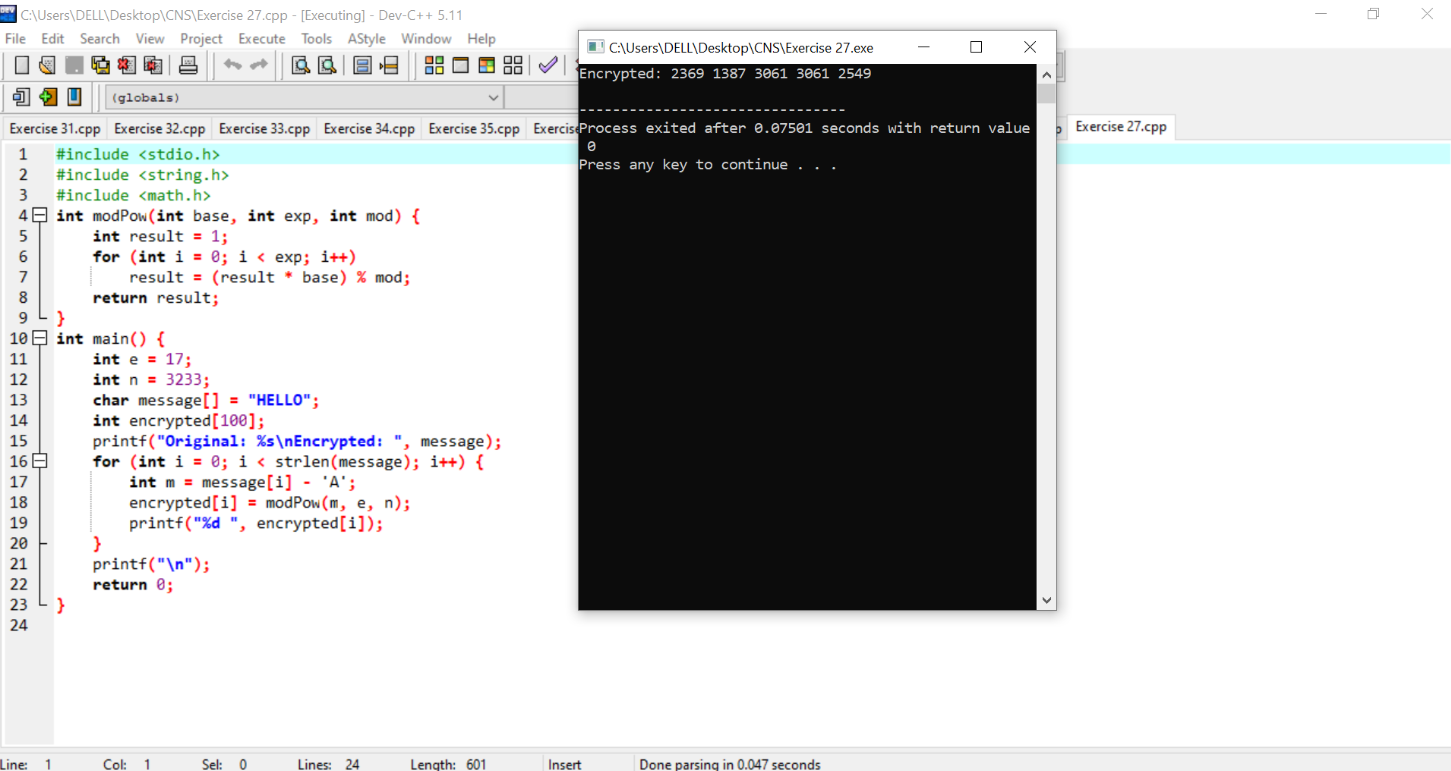 C:\Users\DELL\Desktop\CNS\Exercise 27.cpp - [Executing] - Dev-C++ 5.11
File Edit Search View Project Execute Tools AStyle Window Help
(globals)
Exercise 31.cpp Exercise 32.cpp Exercise 33.cpp Exercise 34.cpp Exercise 35.cpp Exercise Exercise 27.cpp
1 #include <stdio.h>
2 #include <string.h>
3 #include <math.h>
4 int modPow(int base, int exp, int mod) {
5 int result = 1;
6 for (int i = 0; i < exp; i++)
7 result = (result * base) % mod;
8 return result;
9 }
10 int main() {
11 int e = 17;
12 int n = 3233;
13 char message[] = "HELLO";
14 int encrypted[100];
15 printf("Original: %s\nEncrypted: ", message);
16 for (int i = 0; i < strlen(message); i++) {
17 int m = message[i] - 'A';
18 encrypted[i] = modPow(m, e, n);
19 printf("%d ", encrypted[i]);
20 }
21 printf("\n");
22 return 0;
23 }
24
C:\Users\DELL\Desktop\CNS\Exercise 27.exe
Encrypted: 2369 1387 3061 3061 2549
--------------------------------
Process exited after 0.07501 seconds with return value
0
Press any key to continue . . .
Line: 1 Col: 1 Sel: 0 Lines: 24 Length: 601 Insert Done parsing in 0.047 seconds